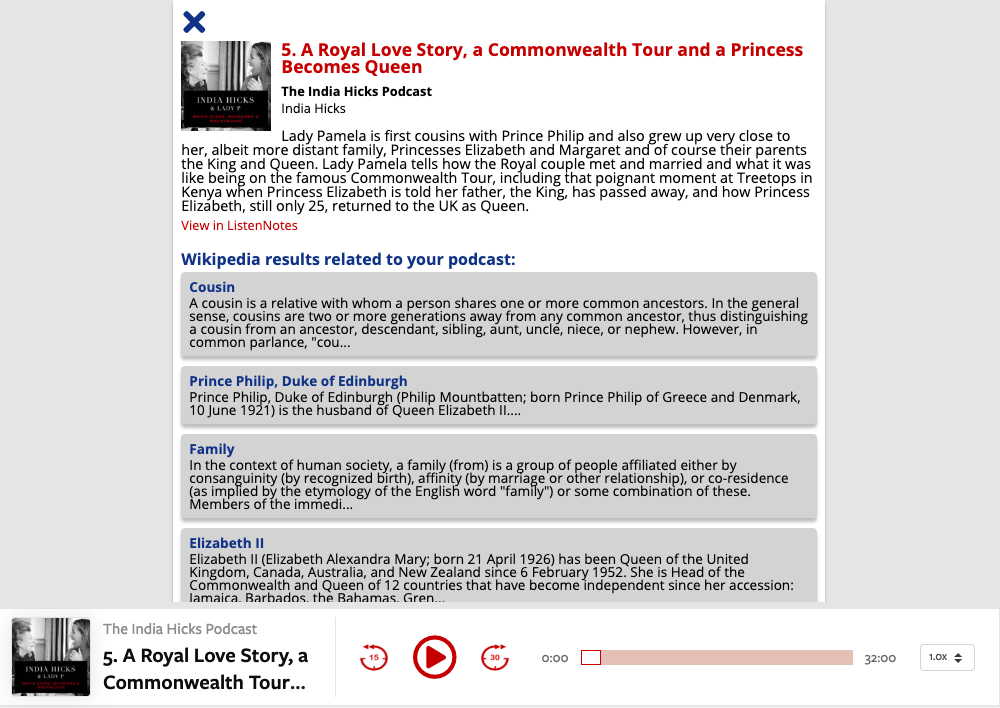 5. A Royal Love Story, a Commonwealth Tour and a Princess
Becomes Queen
INDIA HICKS
& LADY P
The India Hicks Podcast
India Hicks
Lady Pamela is first cousins with Prince Philip and also grew up very close to
her, albeit more distant family, Princesses Elizabeth and Margaret and of course their parents
the King and Queen. Lady Pamela tells how the Royal couple met and married and what it was
like being on the famous Commonwealth Tour, including that poignant moment at Treetops in
Kenya when Princess Elizabeth is told her father, the King, has passed away, and how Princess
Elizabeth, still only 25, returned to the UK as Queen.
View in ListenNotes
Wikipedia results related to your podcast:
Cousin
A cousin is a relative with whom a person shares one or more common ancestors. In the general
sense, cousins are two or more generations away from any common ancestor, thus distinguishing
a cousin from an ancestor, descendant, sibling, aunt, uncle, niece, or nephew. However, in
common parlance, "cou...
Prince Philip, Duke of Edinburgh
Prince Philip, Duke of Edinburgh (Philip Mountbatten; born Prince Philip of Greece and Denmark,
10 June 1921) is the husband of Queen Elizabeth II....
Family
In the context of human society, a family (from) is a group of people affiliated either by
consanguinity (by recognized birth), affinity (by marriage or other relationship), or co-residence
(as implied by the etymology of the English word "family") or some combination of these.
Members of the immedi...
Elizabeth II
Elizabeth II (Elizabeth Alexandra Mary; born 21 April 1926) has been Queen of the United
Kingdom, Canada, Australia, and New Zealand since 6 February 1952. She is Head of the
Commonwealth and Queen of 12 countries that have become independent since her accession:
Jamaica, Barbados, the Bahamas, Gren...
INDIA HICKS
& LADY P
The India Hicks Podcast
5. A Royal Love Story, a
Commonwealth Tour...
15
30
0:00
32:00
1.0x